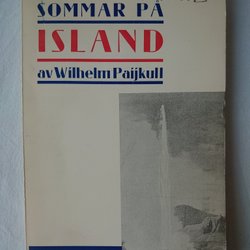 SOMMAR PÅ
ISLAND
av Wilhelm Paijkull